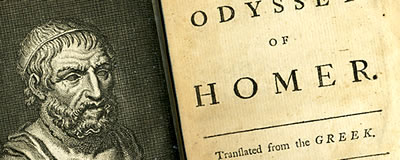 ODYSSE
OF
HOMER.
Translated from the GREEK.